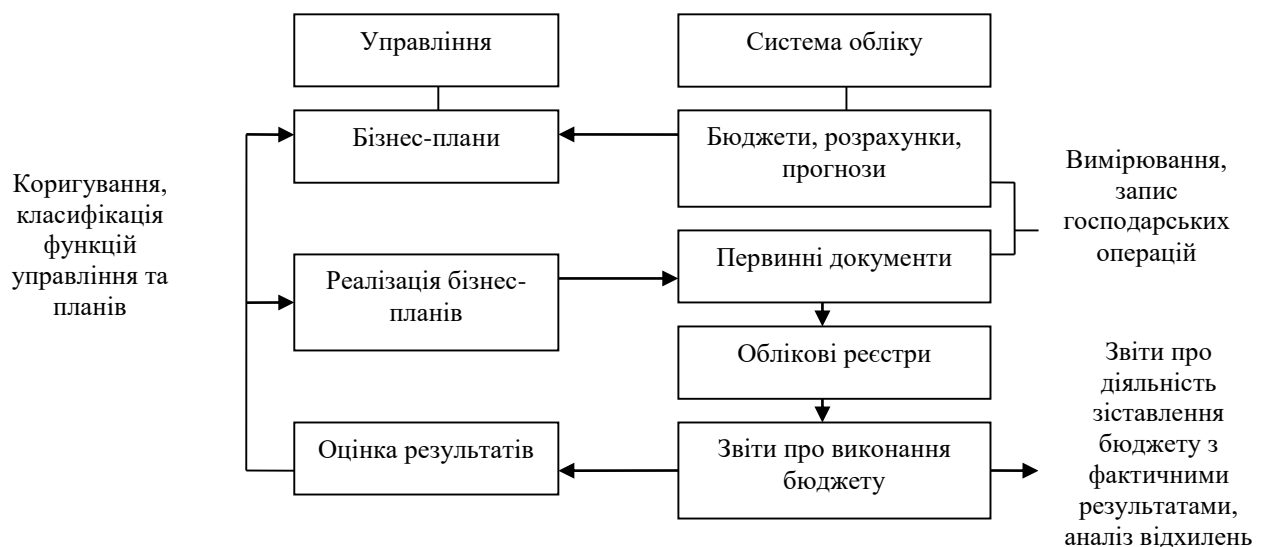 Управління
Система обліку
Бізнес-плани
Бюджети, розрахунки,
прогнози
Коригування,
класифікація
функцій
управління та
планів
Вимірювання,
запис
господарських
операцій
Реалізація бізнес-
планів
Первинні документи
Облікові реєстри
Оцінка результатів
Звіти про виконання
бюджету
Звіти про
діяльність
зіставлення
бюджету з
фактичними
результатами,
аналіз відхилень